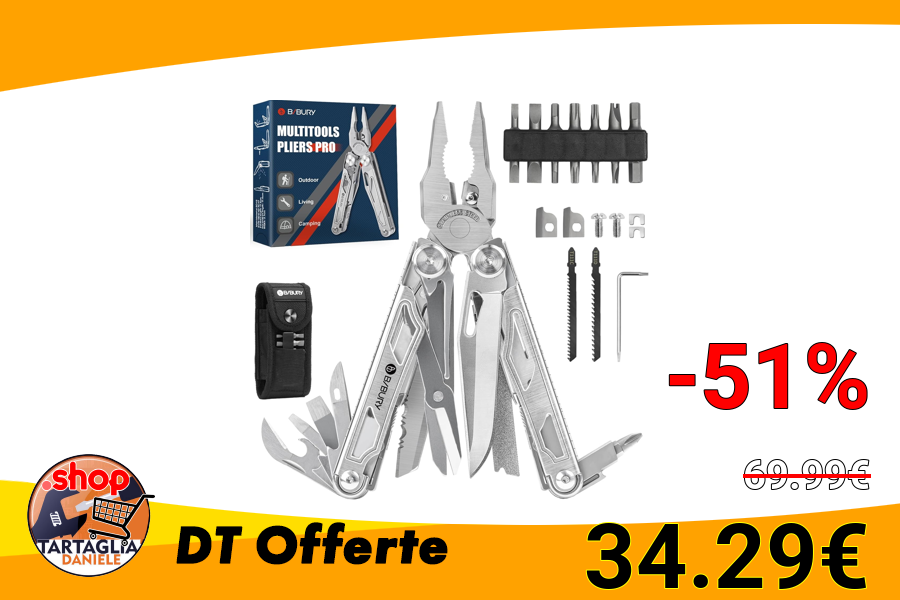 BIBURY
MULTITOOLS
PLIERS PRO
Outdoor
Living
Camping
BIBURY
BIBURY
-51%
69.99€
.shop
TARTAGLIA
DANIELE
DT Offerte
34.29€